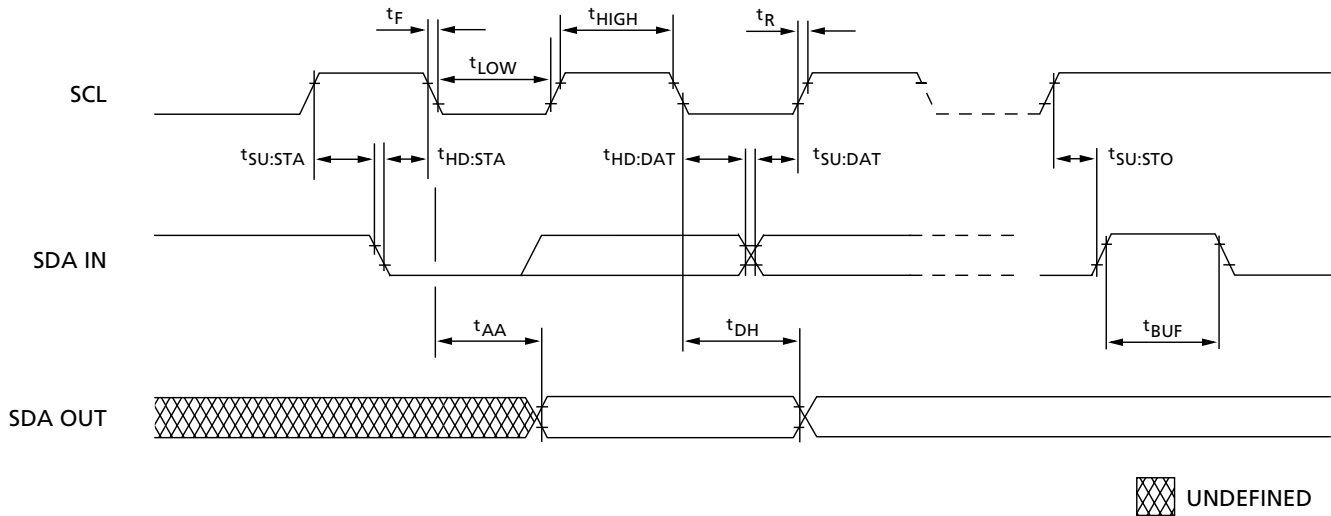 tF
tHIGH
tR
tLOW
SCL
tSU:STA
tHD:STA
tHD:DAT
tSU:DAT
tSU:STO
SDA IN
tAA
tDH
tBUF
SDA OUT
UNDEFINED